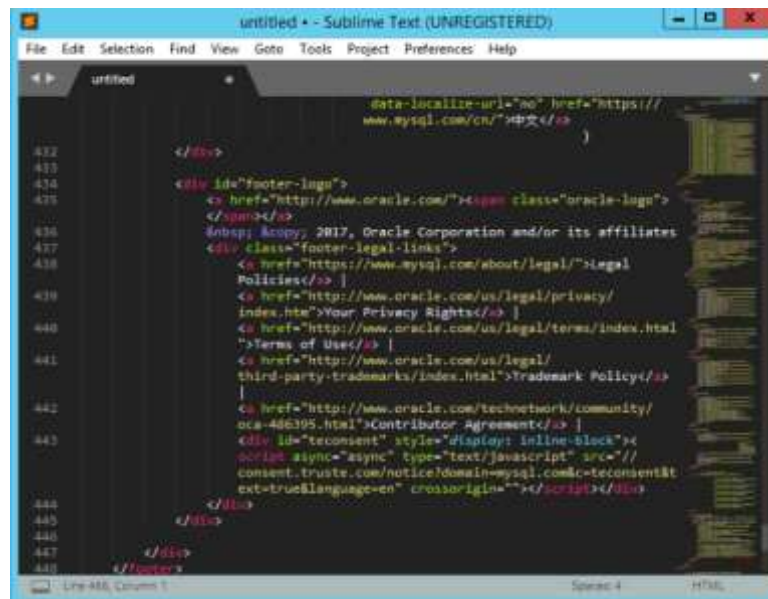 untitled • - Sublime Text (UNREGISTERED)
File Edit Selection Find View Goto Tools Project Preferences Help
untitled
data-localize-url="no" href="https://
www.mysql.com/cn/">中文</a>
)
432 </div>
433
434 <div id="footer-logo">
435 <a href="http://www.oracle.com/"><span class="oracle-logo">
</span></a>
436 &nbsp; &copy; 2017, Oracle Corporation and/or its affiliates
437 <div class="footer-legal-links">
438 <a href="https://www.mysql.com/about/legal/">Legal
Policies</a> |
439 <a href="http://www.oracle.com/us/legal/privacy/
index.htm">Your Privacy Rights</a> |
440 <a href="http://www.oracle.com/us/legal/terms/index.html
">Terms of Use</a> |
441 <a href="http://www.oracle.com/us/legal/
third-party-trademarks/index.html">Trademark Policy</a>
|
442 <a href="http://www.oracle.com/technetwork/community/
oca-486395.html">Contributor Agreement</a> |
443 <div id="teconsent" style="display: inline-block"><
script async="async" type="text/javascript" src="//
consent.truste.com/notice?domain=mysql.com&c=teconsent&t
ext=true&language=en" crossorigin=""></script></div>
444 </div>
445 </div>
446
447 </div>
448 </footer>
Line 466, Column 1 Spaces: 4 HTML